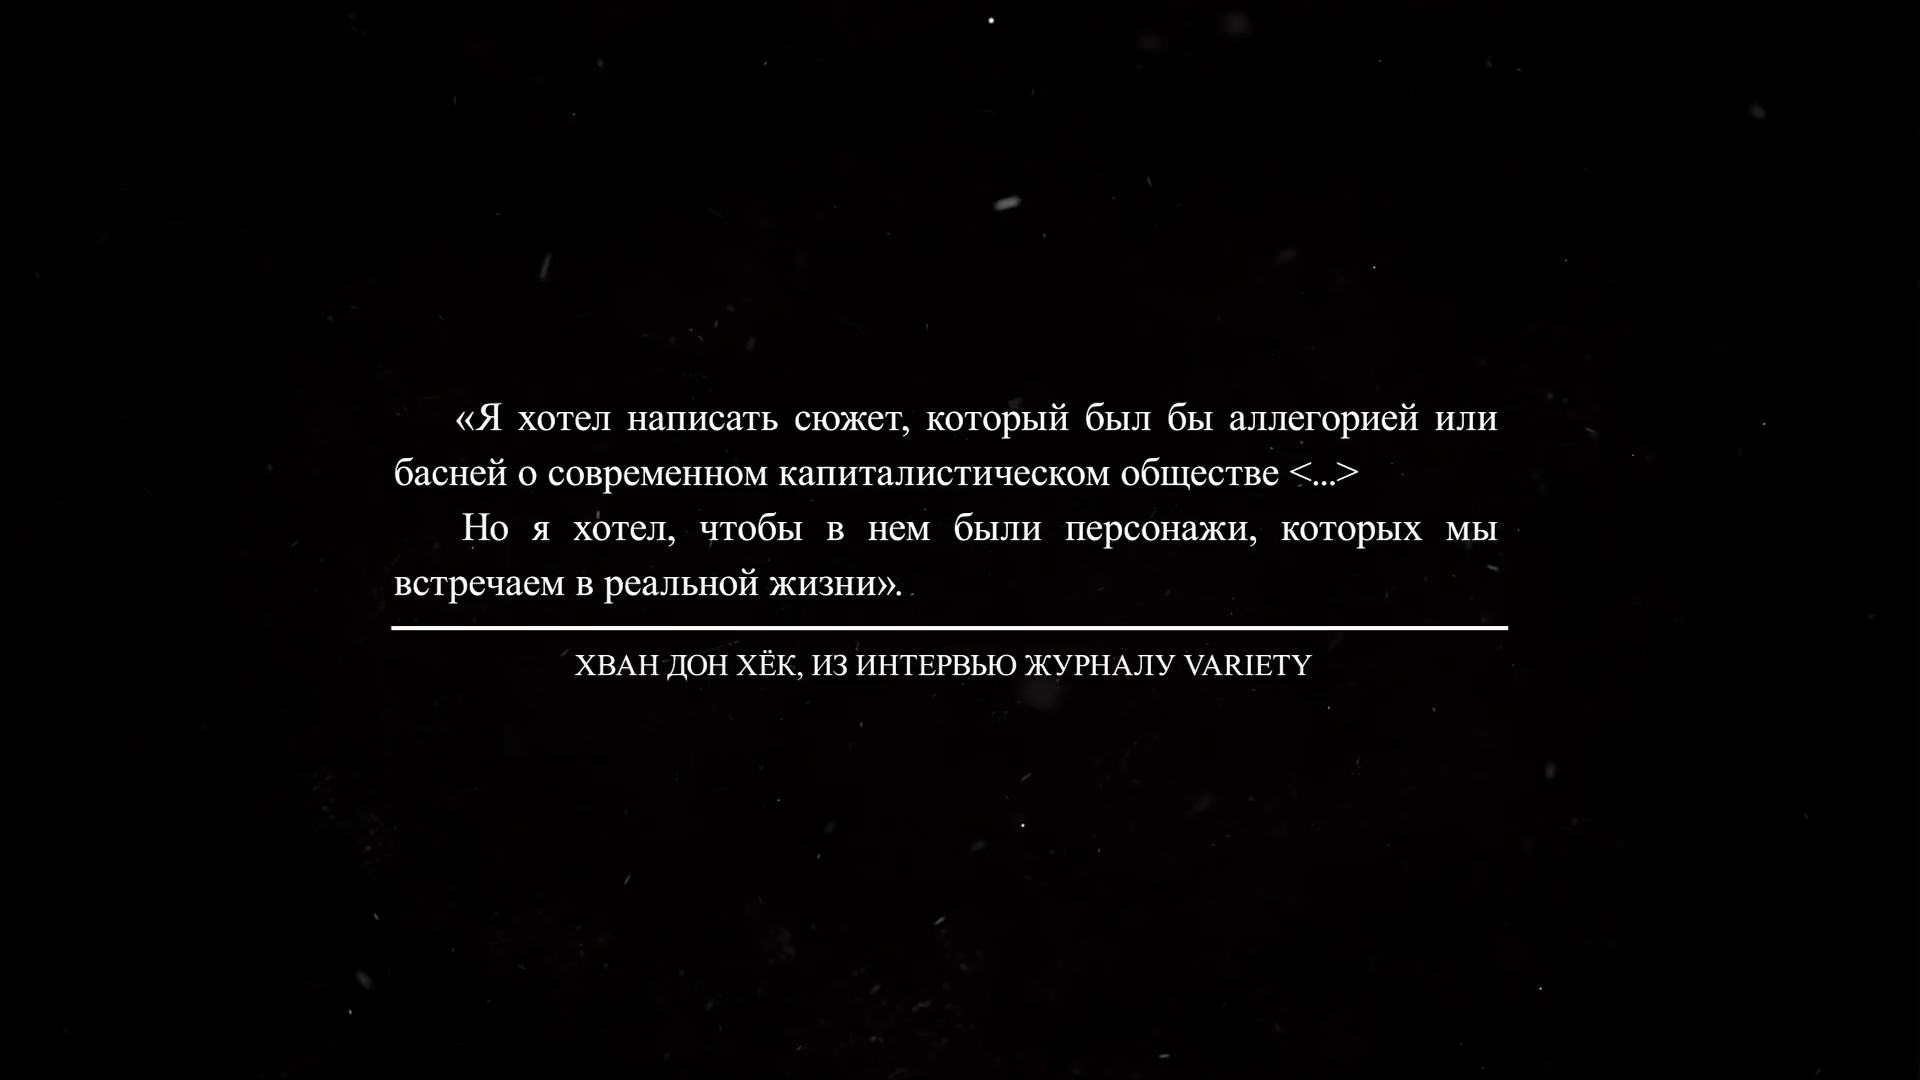 «Я хотел написать сюжет, который был бы аллегорией или
басней о современном капиталистическом обществе <...>
Но я хотел, чтобы в нем были персонажи, которых мы
встречаем в реальной жизни».
ХВАН ДОН ХЁК, ИЗ ИНТЕРВЬЮ ЖУРНАЛУ VARIETY